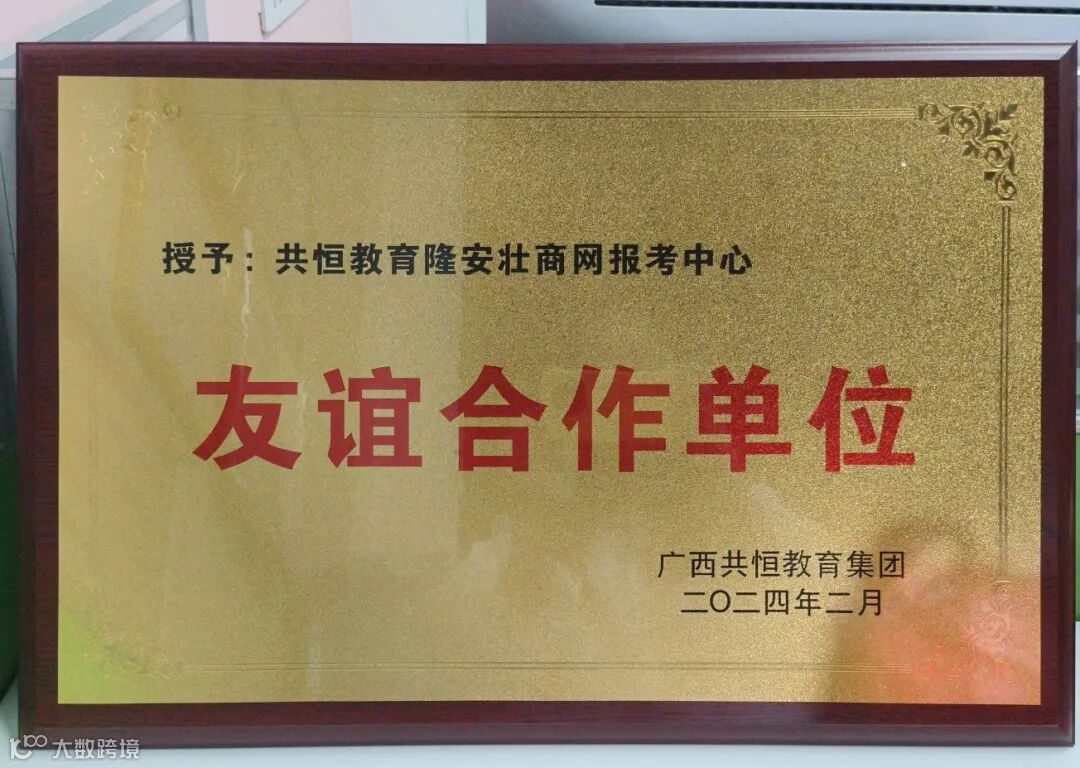 授予：共恒教育隆安壮商网报考中心
友谊合作单位
广西共恒教育集团
二〇二四年二月
大数跨境